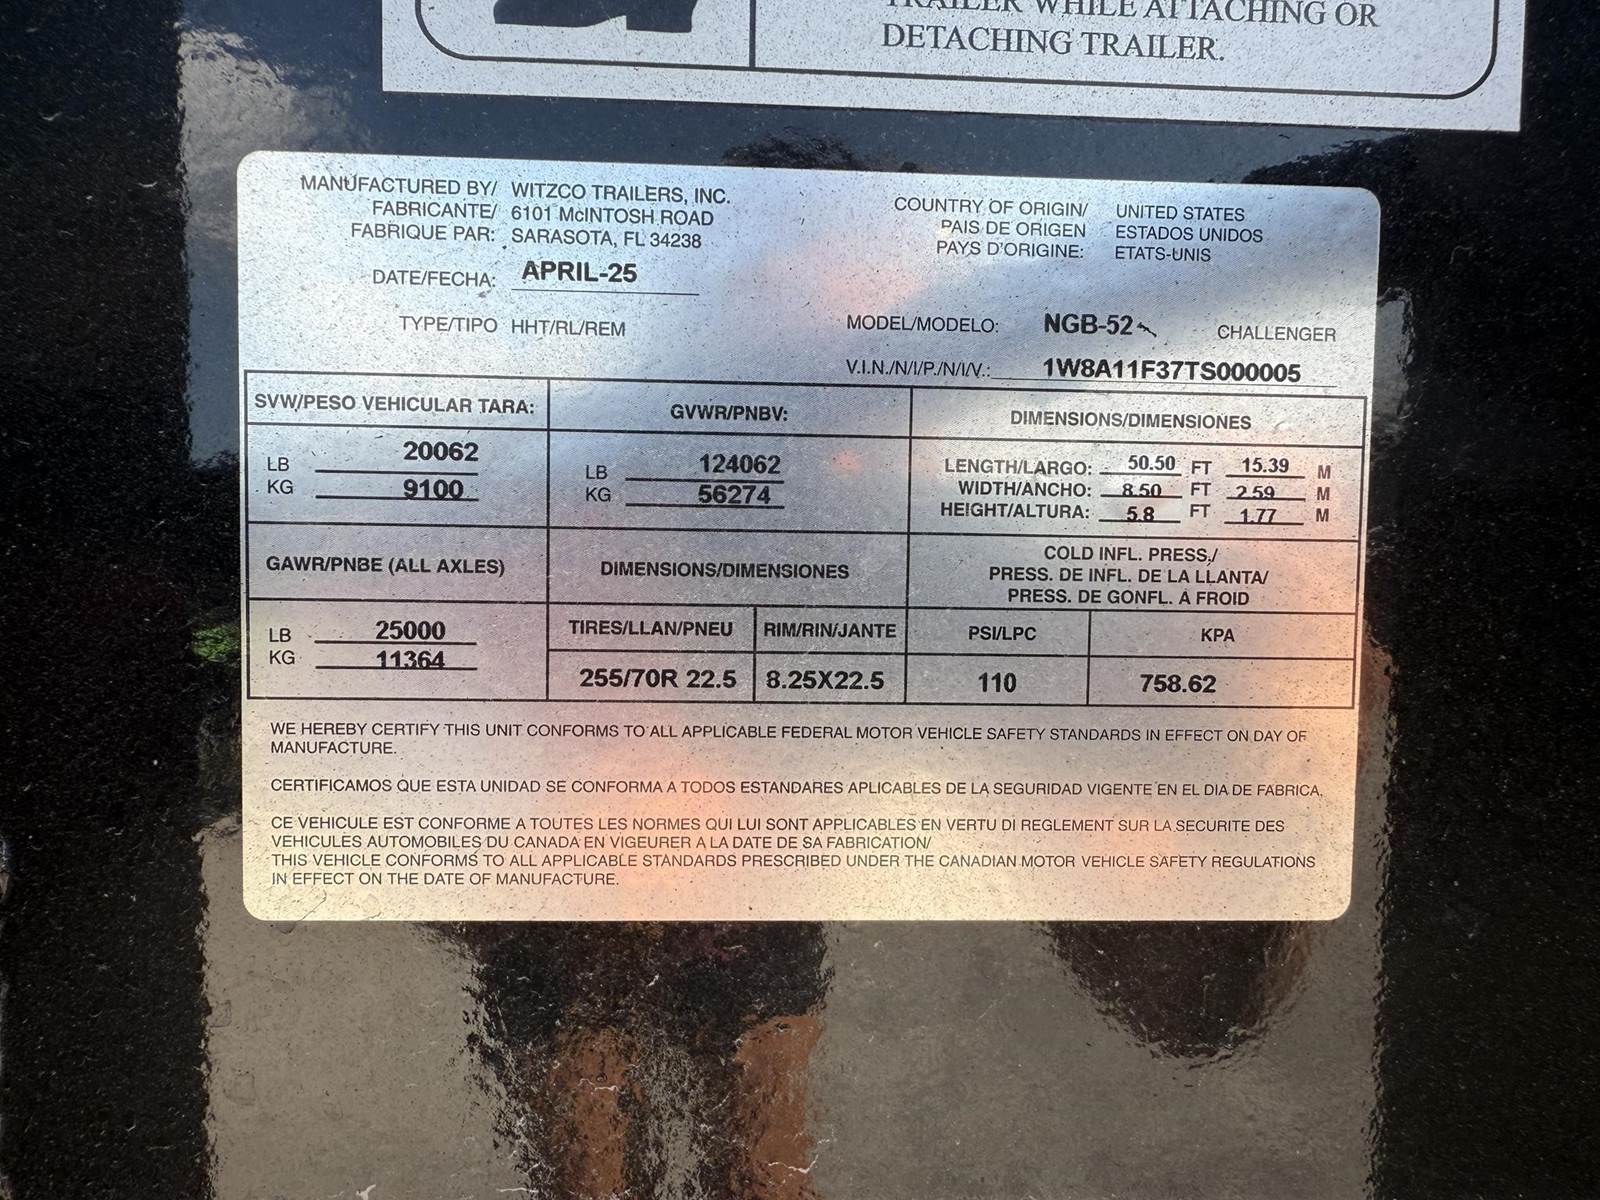 TRAILER WHILE ATTACHING OR
DETACHING TRAILER.
MANUFACTURED BY/ WITZCO TRAILERS, INC.
FABRICANTE/ 6101 McINTOSH ROAD
FABRIQUE PAR: SARASOTA, FL 34238
COUNTRY OF ORIGIN/ UNITED STATES
PAIS DE ORIGEN ESTADOS UNIDOS
PAYS D'ORIGINE: ETATS-UNIS
DATE/FECHA: APRIL-25
TYPE/TIPO HHT/RL/REM
MODEL/MODELO: NGB-52 CHALLENGER
V.I.N./N/I/P./N/I/V.: 1W8A11F37TS000005
SVW/PESO VEHICULAR TARA:
LB 20062
KG 9100
GVWR/PNBV:
LB 124062
KG 56274
DIMENSIONS/DIMENSIONES
LENGTH/LARGO: 50.50 FT 15.39 M
WIDTH/ANCHO: 8.50 FT 2.59 M
HEIGHT/ALTURA: 5.8 FT 1.77 M
GAWR/PNBE (ALL AXLES)
LB 25000
KG 11364
DIMENSIONS/DIMENSIONES
TIRES/LLAN/PNEU RIM/RIN/JANTE
255/70R 22.5 8.25X22.5
COLD INFL. PRESS./
PRESS. DE INFL. DE LA LLANTA/
PRESS. DE GONFL. A FROID
PSI/LPC KPA
110 758.62
WE HEREBY CERTIFY THIS UNIT CONFORMS TO ALL APPLICABLE FEDERAL MOTOR VEHICLE SAFETY STANDARDS IN EFFECT ON DAY OF
MANUFACTURE.
CERTIFICAMOS QUE ESTA UNIDAD SE CONFORMA A TODOS ESTANDARES APLICABLES DE LA SEGURIDAD VIGENTE EN EL DIA DE FABRICA.
CE VEHICULE EST CONFORME A TOUTES LES NORMES QUI LUI SONT APPLICABLES EN VERTU DI REGLEMENT SUR LA SECURITE DES
VEHICULES AUTOMOBILES DU CANADA EN VIGEURER A LA DATE DE SA FABRICATION/
THIS VEHICLE CONFORMS TO ALL APPLICABLE STANDARDS PRESCRIBED UNDER THE CANADIAN MOTOR VEHICLE SAFETY REGULATIONS
IN EFFECT ON THE DATE OF MANUFACTURE.